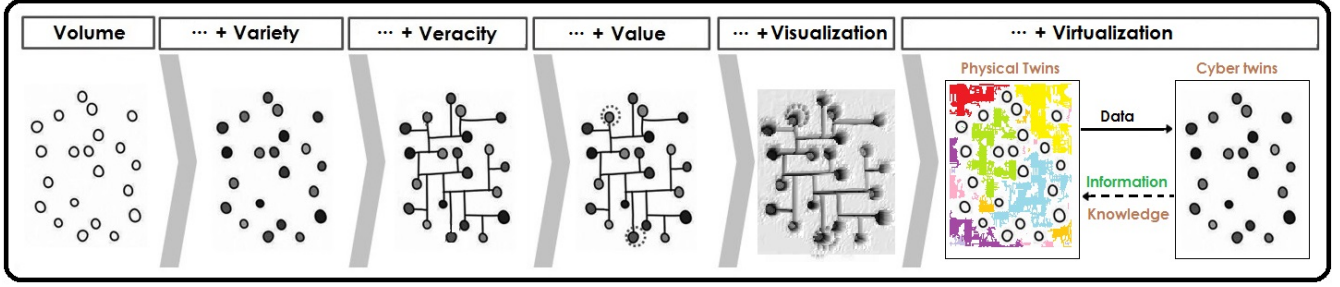 Volume
... + Variety
... + Veracity
... + Value
... +Visualization
... + Virtualization
Physical Twins
Cyber twins
Data
Information
Knowledge